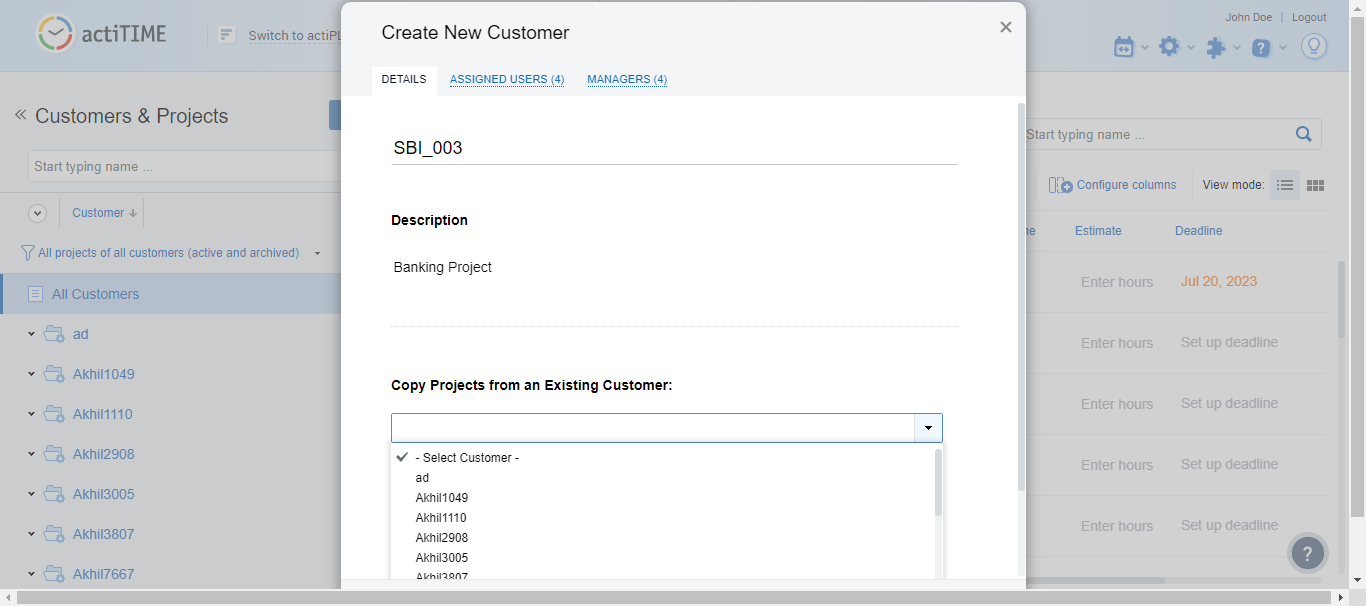 actiTIME
Switch to actiPL
John Doe | Logout
Create New Customer
DETAILS ASSIGNED USERS (4) MANAGERS (4)
Customers & Projects
Start typing name ...
Customer
All projects of all customers (active and archived)
All Customers
ad
Akhil1049
Akhil1110
Akhil2908
Akhil3005
Akhil3807
Akhil7667
SBI_003
Description
Banking Project
Copy Projects from an Existing Customer:
- Select Customer -
ad
Akhil1049
Akhil1110
Akhil2908
Akhil3005
Akhil3807
Start typing name ...
Configure columns View mode:
Estimate Deadline
Enter hours Jul 20, 2023
Enter hours Set up deadline
Enter hours Set up deadline
Enter hours Set up deadline
Enter hours Set up deadline
?